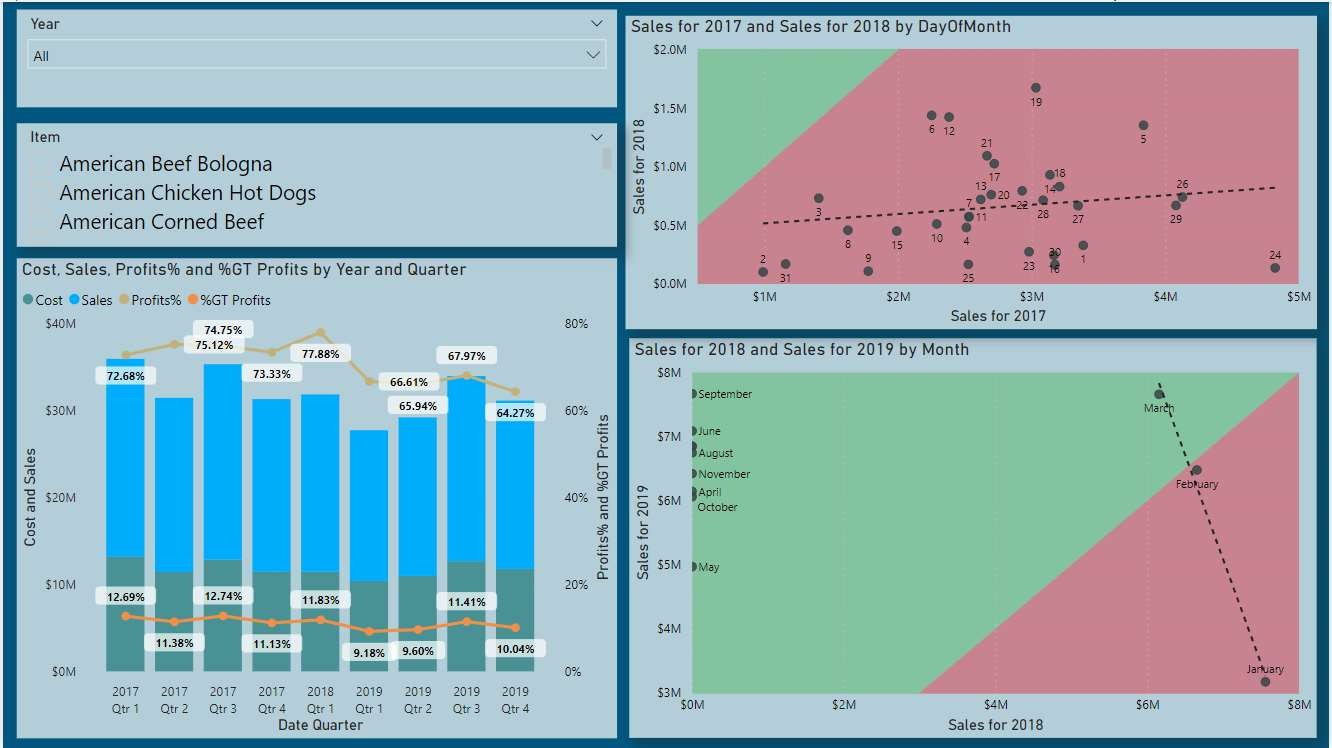 Year
All
Item
American Beef Bologna
American Chicken Hot Dogs
American Corned Beef
Cost, Sales, Profits% and %GT Profits by Year and Quarter
Cost Sales Profits% %GT Profits
$40M
$30M
$20M
$10M
$0M
Cost and Sales
80%
60%
40%
20%
0%
Profits% and %GT Profits
72.68%
75.12%
74.75%
73.33%
77.88%
66.61%
65.94%
67.97%
64.27%
12.69%
11.38%
12.74%
11.13%
11.83%
9.18%
9.60%
11.41%
10.04%
2017 2017 2017 2017 2018 2019 2019 2019 2019
Qtr 1 Qtr 2 Qtr 3 Qtr 4 Qtr 1 Qtr 1 Qtr 2 Qtr 3 Qtr 4
Date Quarter
Sales for 2017 and Sales for 2018 by DayOfMonth
$2.0M
$1.5M
$1.0M
$0.5M
$0.0M
Sales for 2018
19
6
12
5
21
17
18
14
13
20
26
3
7
22
11
28
27
29
8
15
10
4
1
30
16
23
24
2
31
9
25
$1M $2M $3M $4M $5M
Sales for 2017
Sales for 2018 and Sales for 2019 by Month
$8M
$7M
$6M
$5M
$4M
$3M
Sales for 2019
September
March
June
August
November
February
April
October
May
January
$0M $2M $4M $6M $8M
Sales for 2018